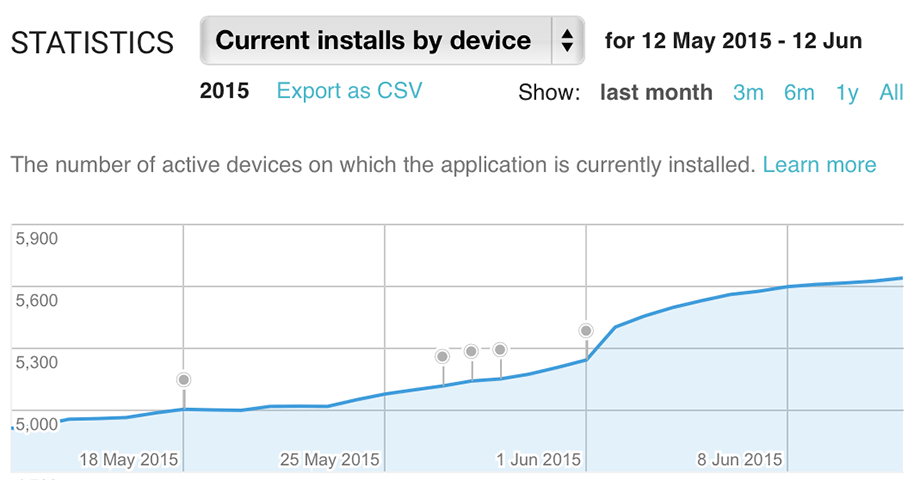 STATISTICS Current installs by device for 12 May 2015 - 12 Jun
2015 Export as CSV Show: last month 3m 6m 1y All
The number of active devices on which the application is currently installed. Learn more
5,900
5,600
5,300
5,000
18 May 2015 25 May 2015 1 Jun 2015 8 Jun 2015